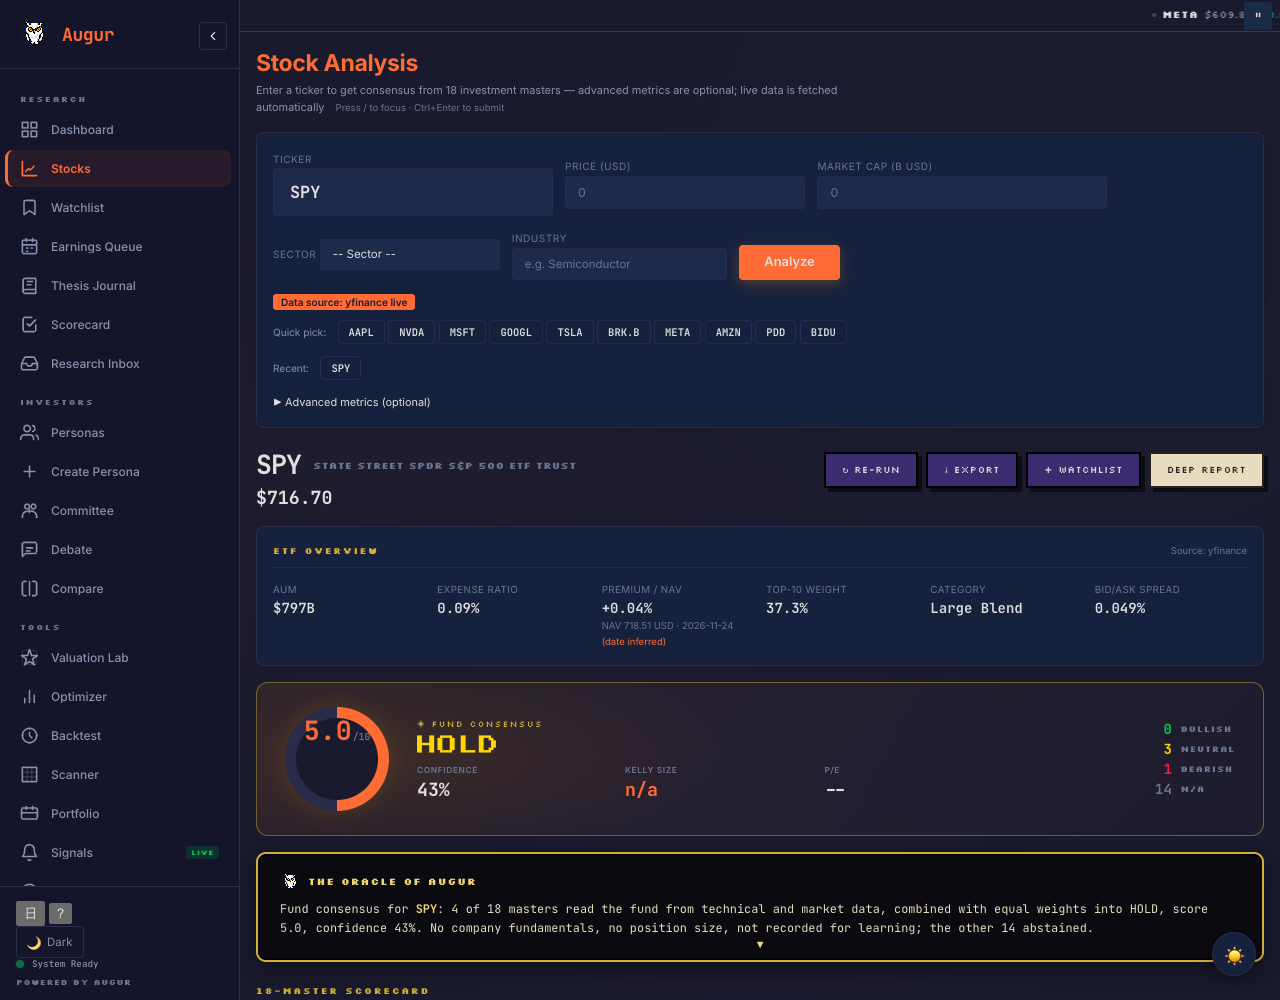 Augur
META $609.8
RESEARCH
Dashboard
Stocks
Watchlist
Earnings Queue
Thesis Journal
Scorecard
Research Inbox
INVESTORS
Personas
Create Persona
Committee
Debate
Compare
TOOLS
Valuation Lab
Optimizer
Backtest
Scanner
Portfolio
Signals LIVE
日 ?
🌙 Dark
System Ready
POWERED BY AUGUR
Stock Analysis
Enter a ticker to get consensus from 18 investment masters — advanced metrics are optional; live data is fetched
automatically Press / to focus · Ctrl+Enter to submit
TICKER PRICE (USD) MARKET CAP (B USD)
SPY 0 0
SECTOR -- Sector -- INDUSTRY
e.g. Semiconductor Analyze
Data source: yfinance live
Quick pick: AAPL NVDA MSFT GOOGL TSLA BRK.B META AMZN PDD BIDU
Recent: SPY
▶ Advanced metrics (optional)
SPY STATE STREET SPDR S&P 500 ETF TRUST
$716.70
↻ RE-RUN ↓ EXPORT + WATCHLIST DEEP REPORT
ETF OVERVIEW Source: yfinance
AUM EXPENSE RATIO PREMIUM / NAV TOP-10 WEIGHT CATEGORY BID/ASK SPREAD
$797B 0.09% +0.04% 37.3% Large Blend 0.049%
NAV 718.51 USD · 2026-11-24
(date inferred)
5.0/10
FUND CONSENSUS
HOLD
CONFIDENCE KELLY SIZE P/E
43% n/a --
0 BULLISH
3 NEUTRAL
1 BEARISH
14 N/A
THE ORACLE OF AUGUR
Fund consensus for SPY: 4 of 18 masters read the fund from technical and market data, combined with equal weights into HOLD, score
5.0, confidence 43%. No company fundamentals, no position size, not recorded for learning; the other 14 abstained.
▼
18-MASTER SCORECARD